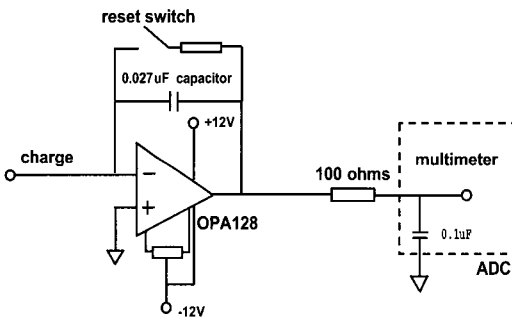 reset switch
0.027uF capacitor
+12V
charge
100 ohms
multimeter
−
+
OPA128
0.1uF
ADC
-12V